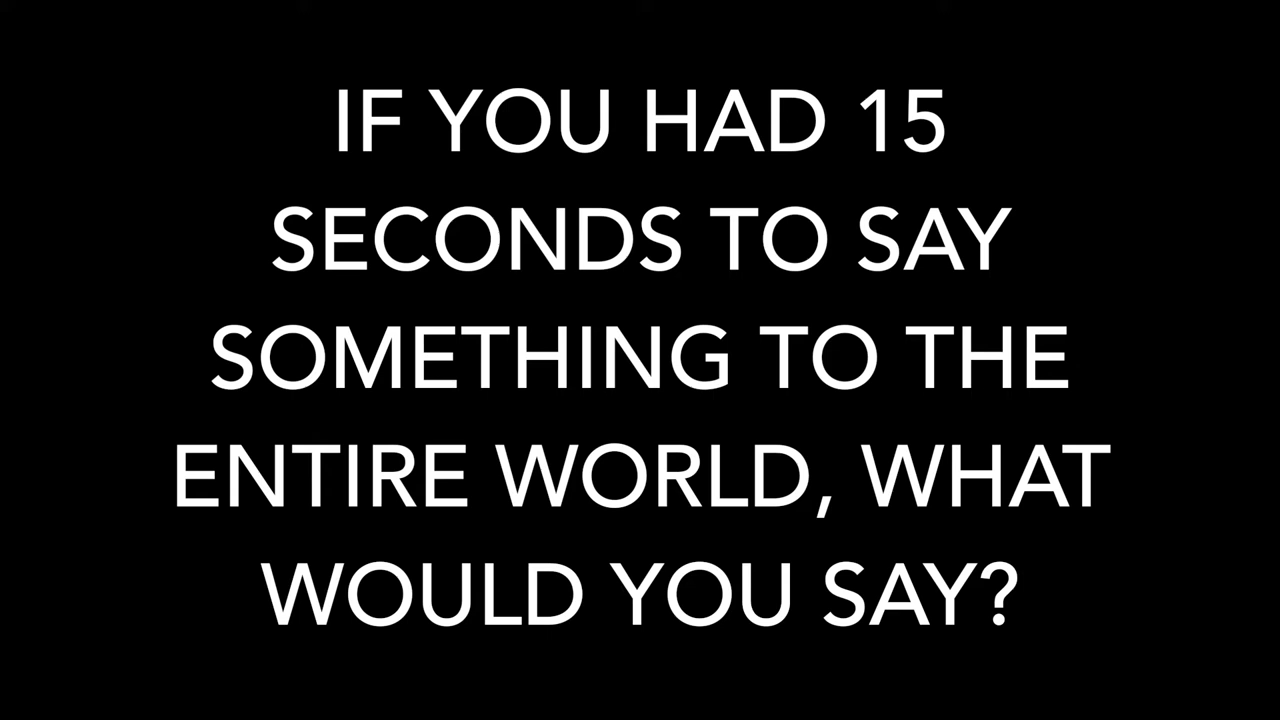 IF YOU HAD 15
SECONDS TO SAY
SOMETHING TO THE
ENTIRE WORLD, WHAT
WOULD YOU SAY?